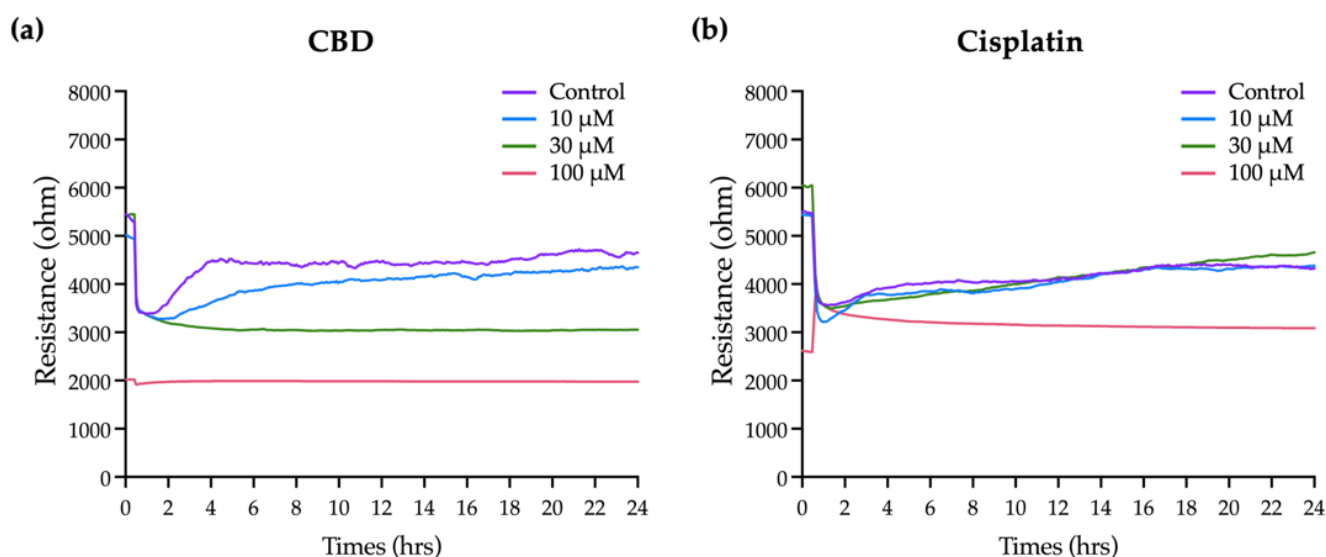 (a)
CBD
Control
10 μM
30 μM
100 μM
8000
7000
6000
5000
4000
3000
2000
1000
0
Resistance (ohm)
0 2 4 6 8 10 12 14 16 18 20 22 24
Times (hrs)
(b)
Cisplatin
Control
10 μM
30 μM
100 μM
8000
7000
6000
5000
4000
3000
2000
1000
0
Resistance (ohm)
0 2 4 6 8 10 12 14 16 18 20 22 24
Times (hrs)